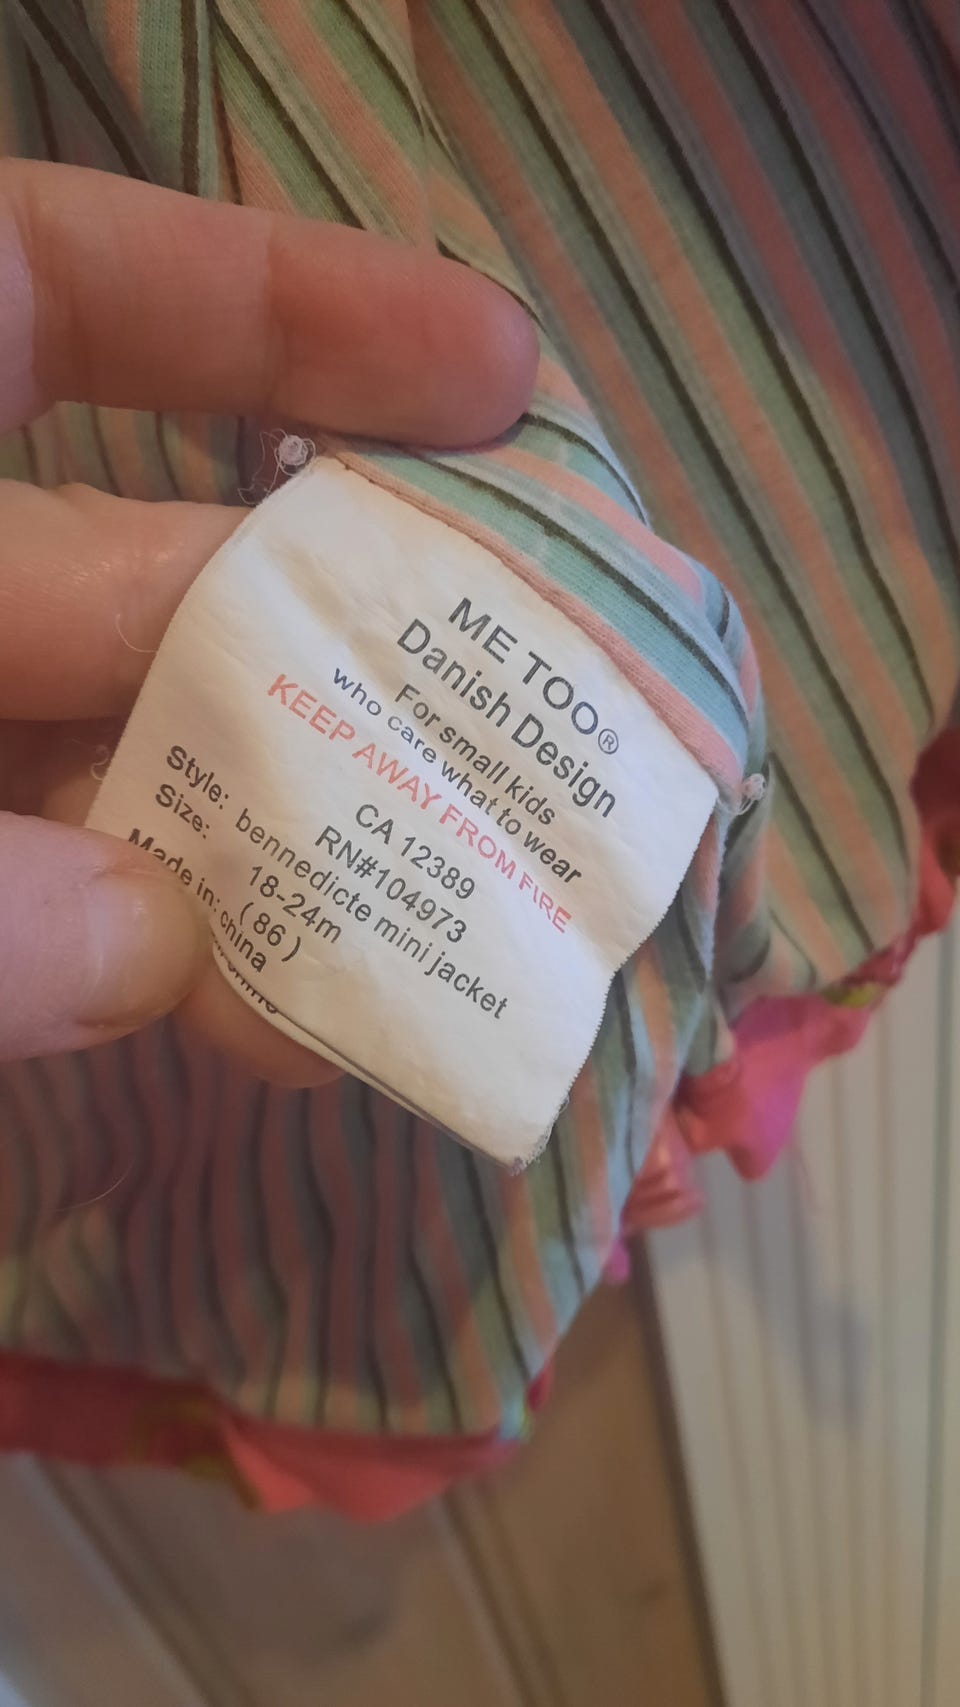 ME TOO®
Danish Design
For small kids
who care what to wear
KEEP AWAY FROM FIRE
CA 12389
RN#104973
Style: bennedicte mini jacket
Size: 18-24m
( 86 )
Made in: china